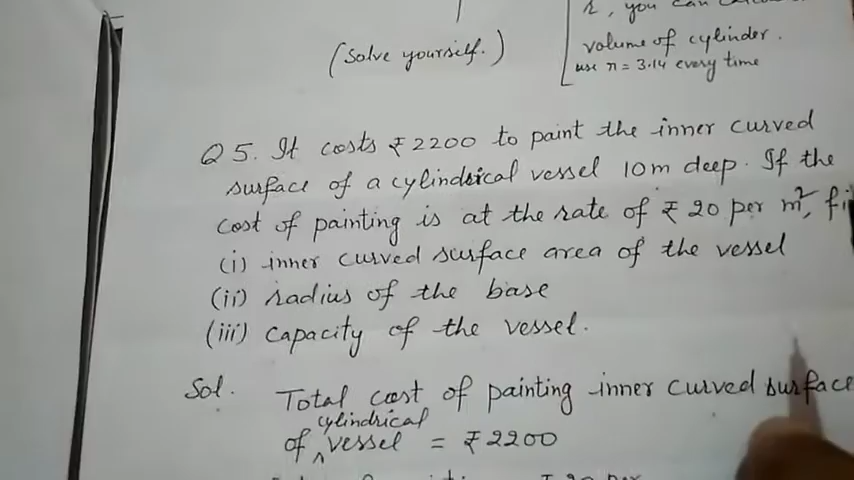 r, you can
(Solve yourself.)
volume of cylinder.
use π = 3.14 every time
Q5. It costs ₹2200 to paint the inner curved
surface of a cylindrical vessel 10m deep. If the
cost of painting is at the rate of ₹ 20 per m²,
(i) inner curved surface area of the vessel
(ii) radius of the base
(iii) capacity of the vessel.
Sol. Total cost of painting inner curved surface
of cylindrical vessel = ₹2200